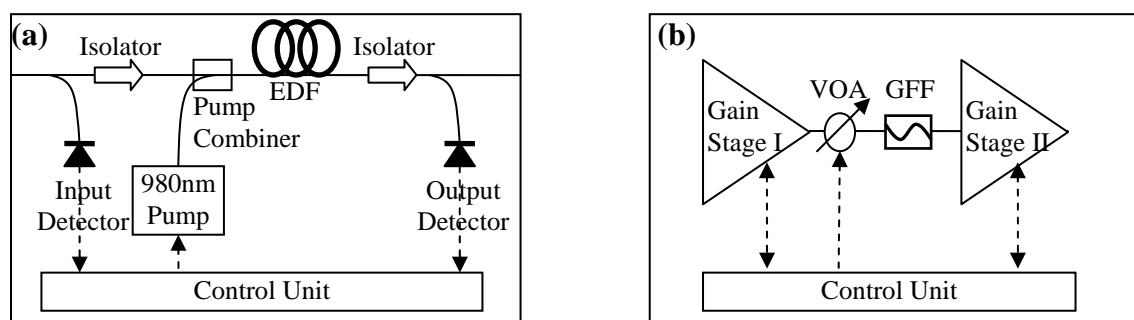 (a)
Isolator
Isolator
EDF
Pump
Combiner
980nm
Pump
Input
Detector
Output
Detector
Control Unit
(b)
VOA
GFF
Gain
Stage I
Gain
Stage II
Control Unit